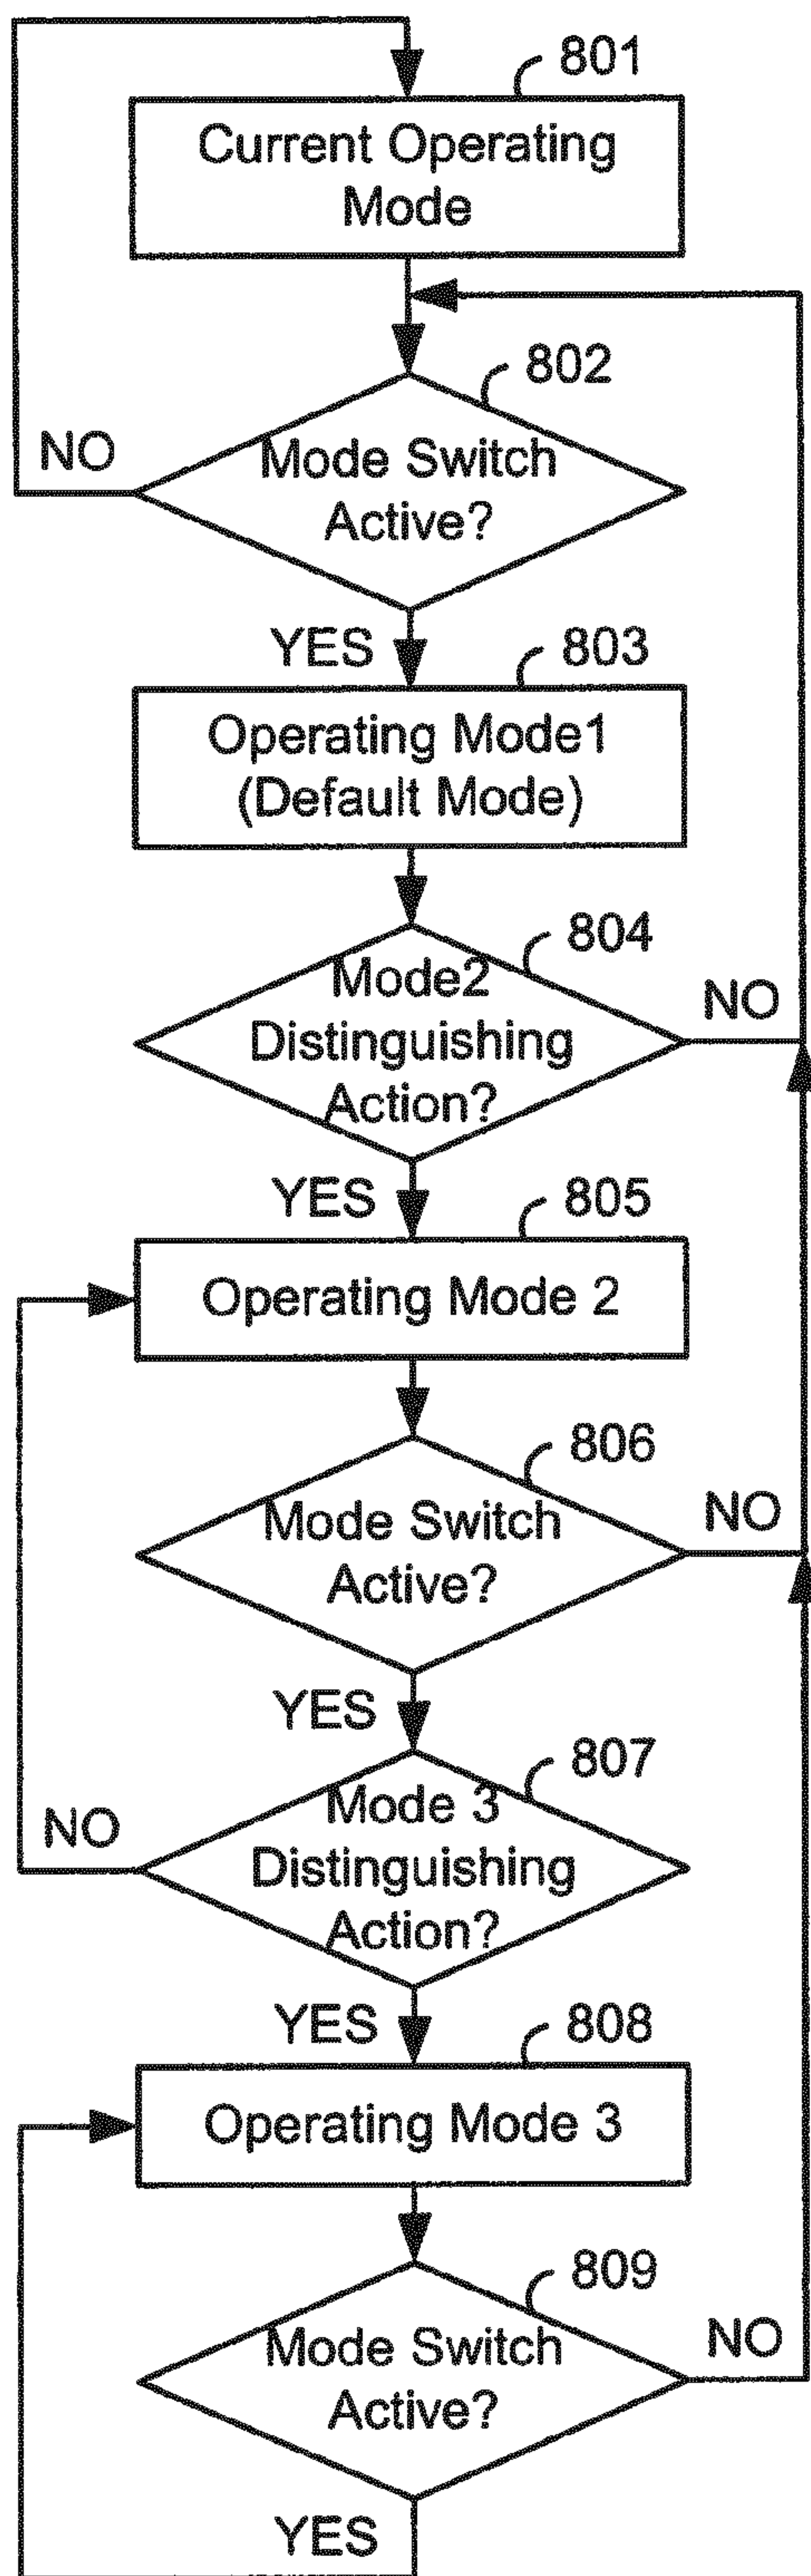 801
Current Operating
Mode
802
NO
Mode Switch
Active?
YES
803
Operating Mode1
(Default Mode)
804
Mode2
Distinguishing
Action?
NO
YES
805
Operating Mode 2
806
Mode Switch
Active?
NO
YES
807
Mode 3
Distinguishing
Action?
NO
YES
808
Operating Mode 3
809
Mode Switch
Active?
NO
YES